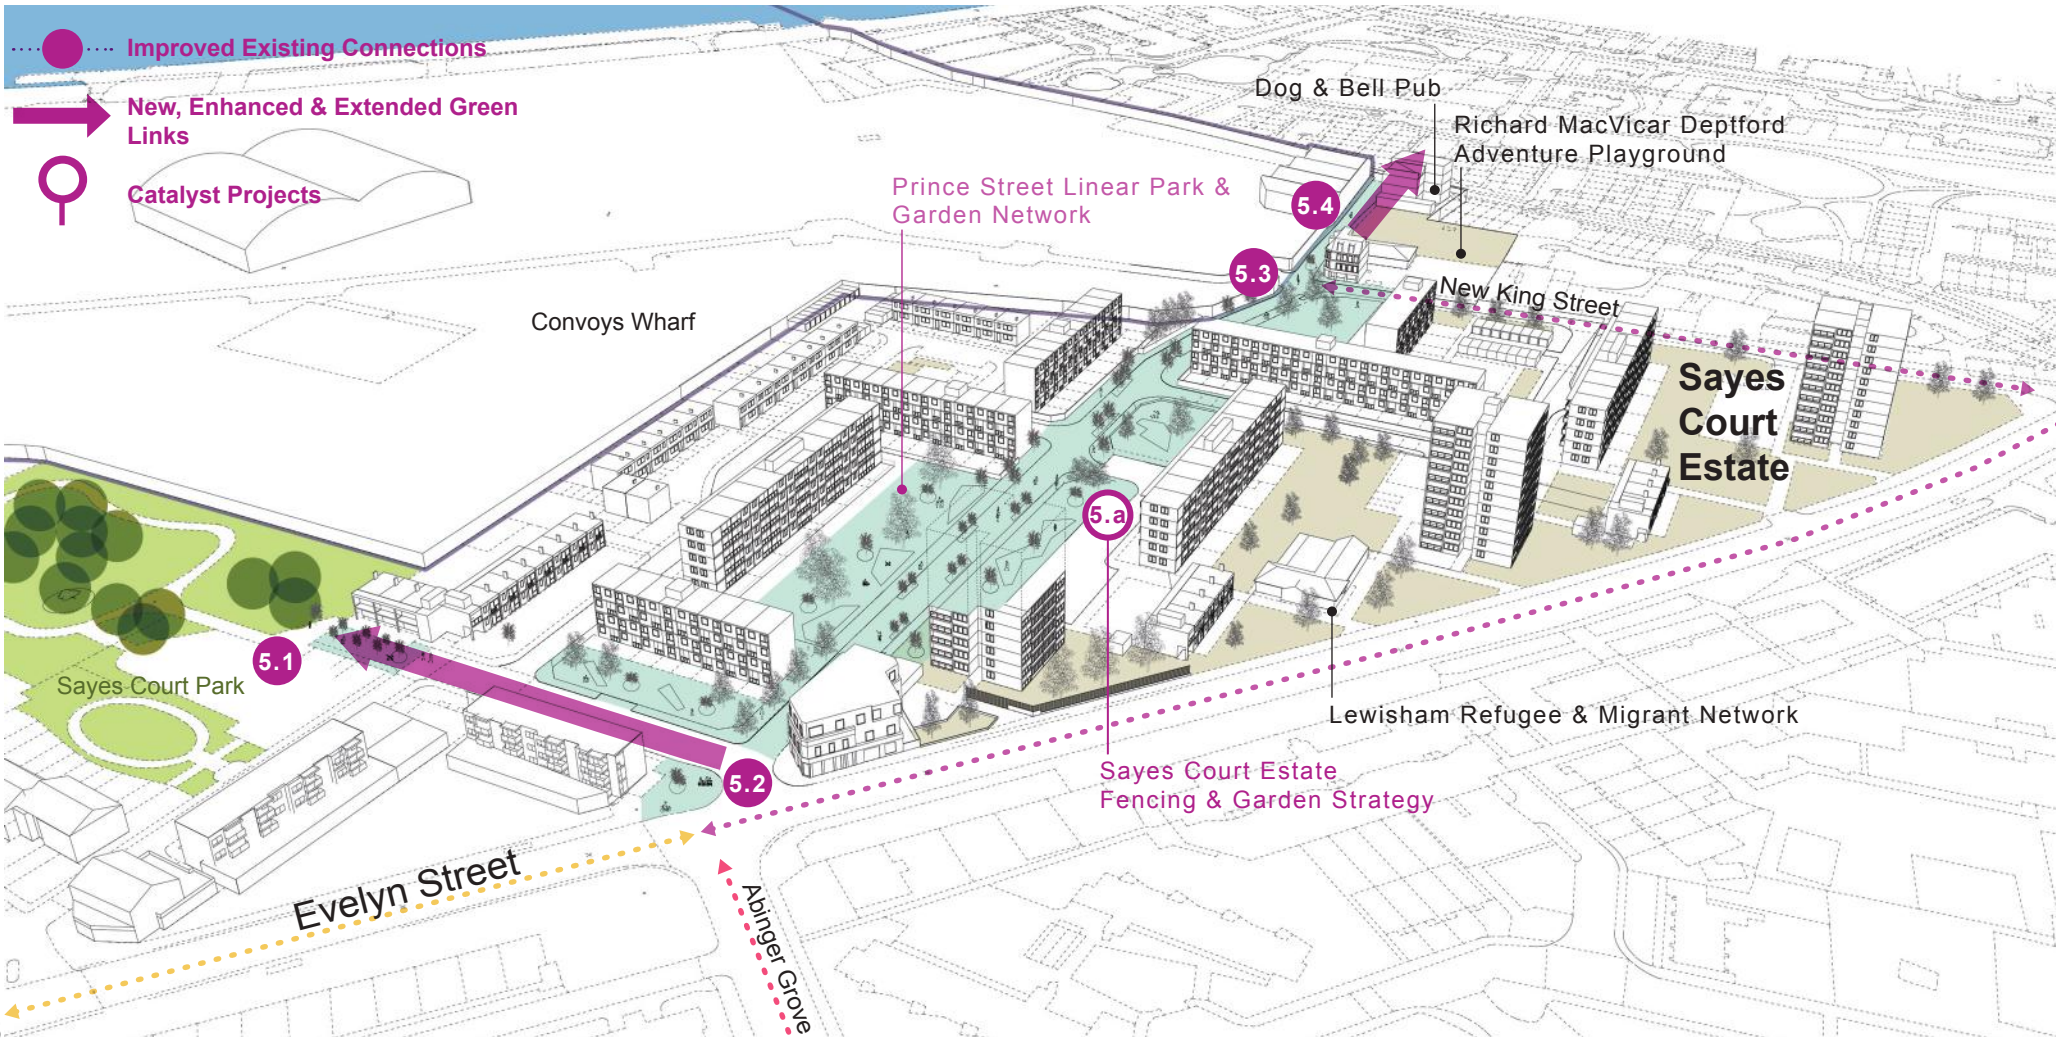 Improved Existing Connections
New, Enhanced & Extended Green
Links
Catalyst Projects
Dog & Bell Pub
Richard MacVicar Deptford
Adventure Playground
Prince Street Linear Park &
Garden Network
5.4
5.3
New King Street
Convoys Wharf
Sayes
Court
Estate
5.a
5.1
Sayes Court Park
Lewisham Refugee & Migrant Network
5.2
Sayes Court Estate
Fencing & Garden Strategy
Evelyn Street
Abinger Grove